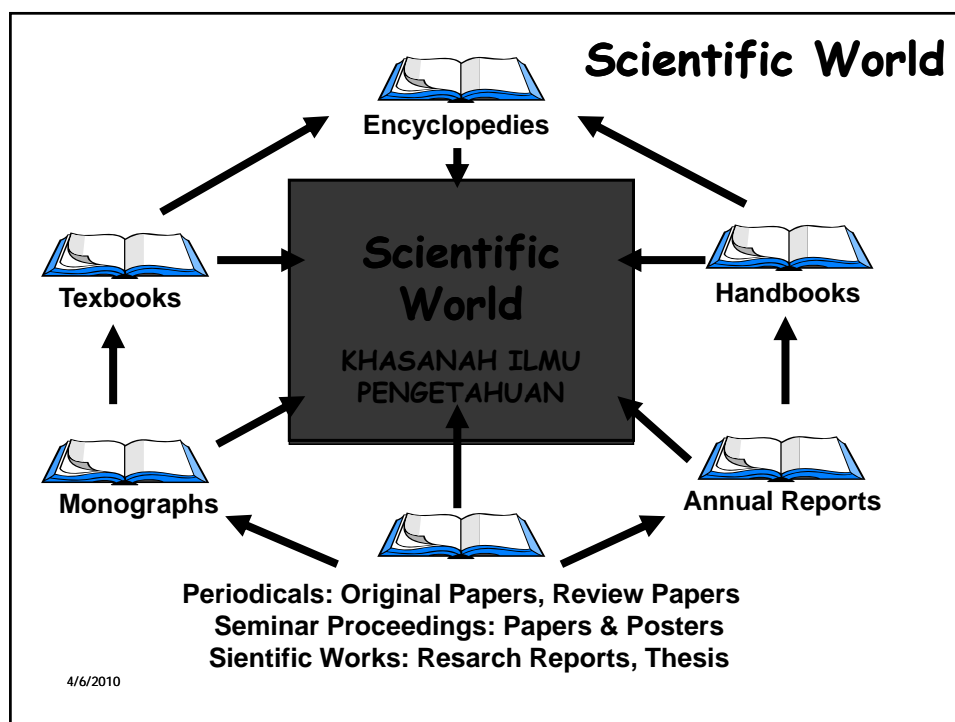 Scientific World
Encyclopedies
Scientific
World
KHASANAH ILMU
PENGETAHUAN
Texbooks
Handbooks
Monographs
Annual Reports
Periodicals: Original Papers, Review Papers
Seminar Proceedings: Papers & Posters
Sientific Works: Resarch Reports, Thesis
4/6/2010